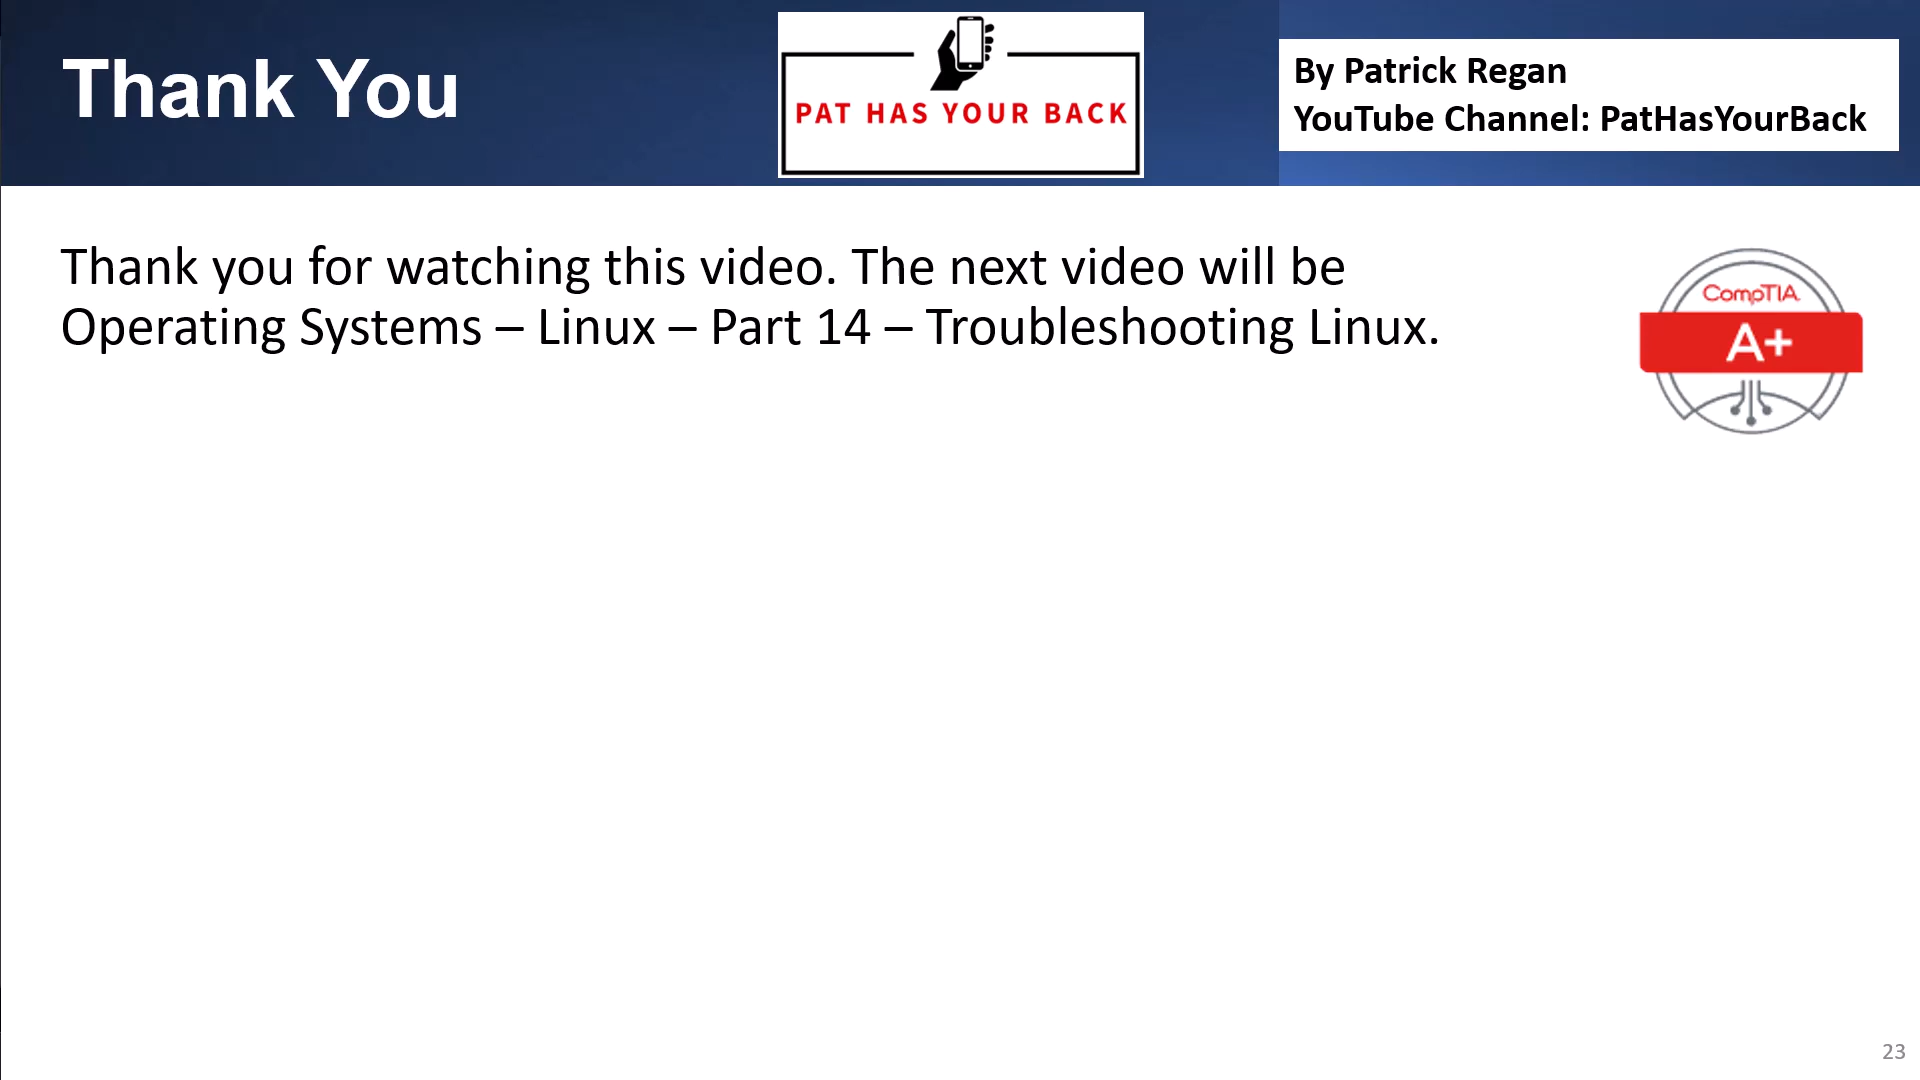 Thank You
PAT HAS YOUR BACK
By Patrick Regan
YouTube Channel: PatHasYourBack
Thank you for watching this video. The next video will be
Operating Systems – Linux – Part 14 – Troubleshooting Linux.
CompTIA
A+
23